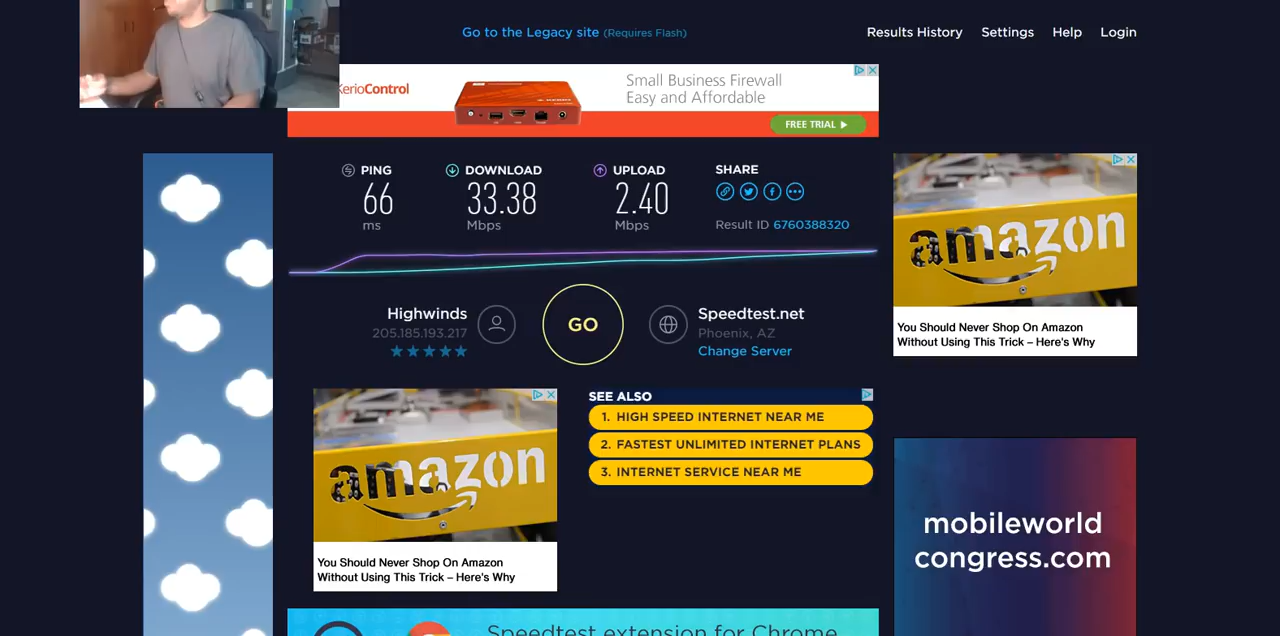 Go to the Legacy site (Requires Flash)
Results History Settings Help Login
KerioControl
Small Business Firewall
Easy and Affordable
FREE TRIAL
PING
66
ms
DOWNLOAD
33.38
Mbps
UPLOAD
2.40
Mbps
SHARE
Result ID 6760388320
Highwinds
205.185.193.217
GO
Speedtest.net
Phoenix, AZ
Change Server
amazon
You Should Never Shop On Amazon
Without Using This Trick – Here's Why
amazon
You Should Never Shop On Amazon
Without Using This Trick – Here's Why
SEE ALSO
1. HIGH SPEED INTERNET NEAR ME
2. FASTEST UNLIMITED INTERNET PLANS
3. INTERNET SERVICE NEAR ME
mobileworld
congress.com
Speedtest extension for Chrome